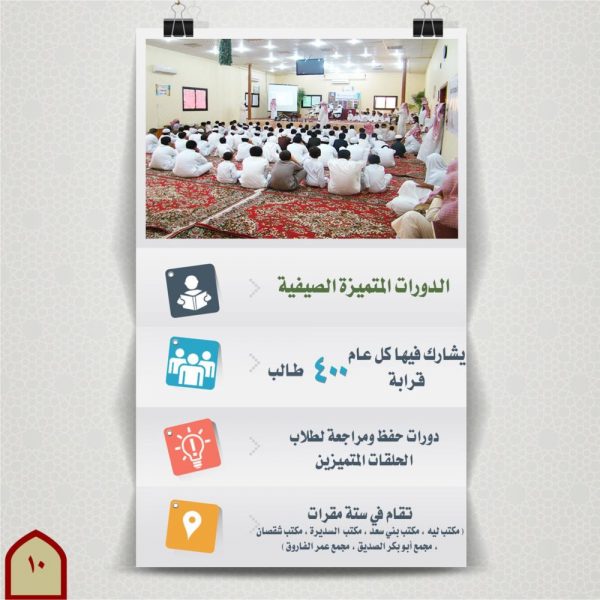 الدورات المتميزة الصيفية
يشارك فيها كل عام
قرابة ٤٠٠ طالب
دورات حفظ ومراجعة لطلاب
الحلقات المتميزين
تقام في ستة مقرات
( مكتب ليه ، مكتب بني سعد ، مكتب السديرة ، مكتب ثقصان
، مجمع أبو بكر الصديق ، مجمع عمر الفاروق )
١٠